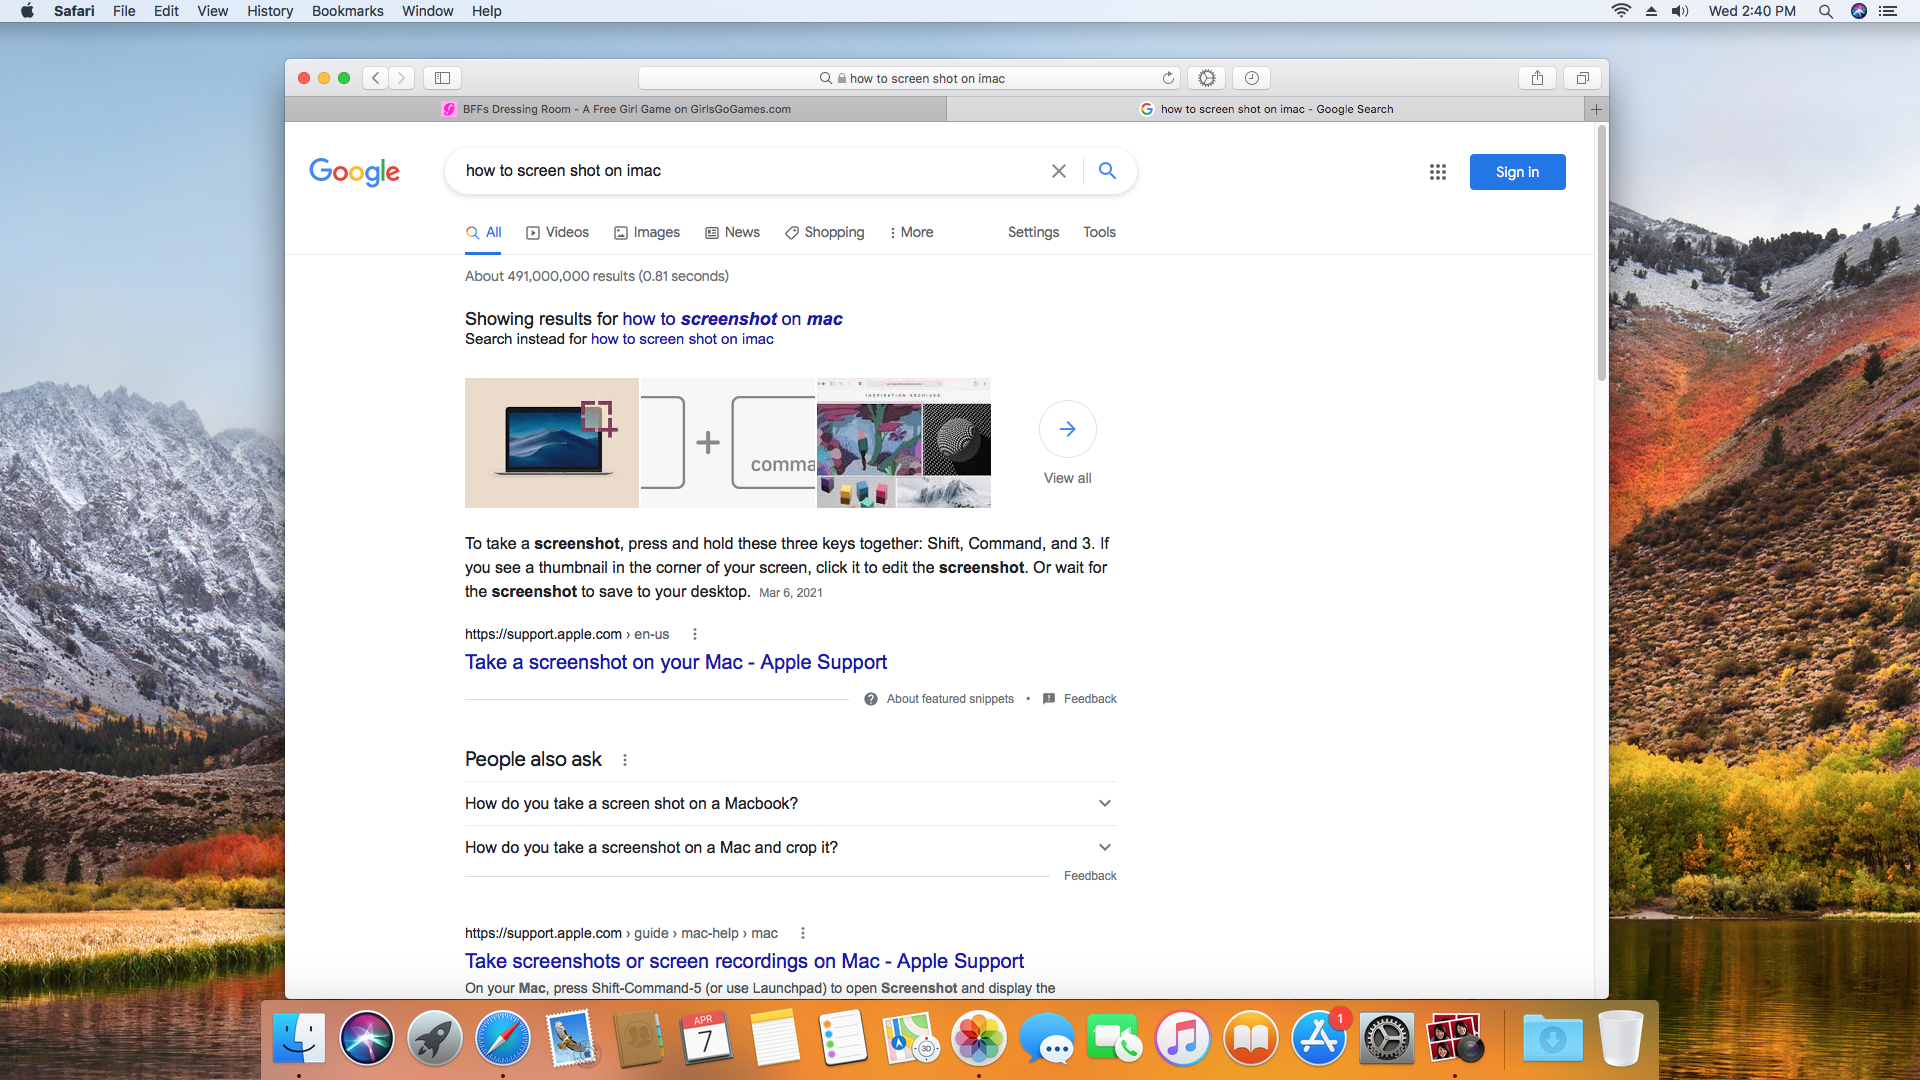 Safari File Edit View History Bookmarks Window Help
Wed 2:40 PM
how to screen shot on imac
BFFs Dressing Room - A Free Girl Game on GirlsGoGames.com
how to screen shot on imac - Google Search
Google
how to screen shot on imac
Sign in
All Videos Images News Shopping More Settings Tools
About 491,000,000 results (0.81 seconds)
Showing results for how to screenshot on mac
Search instead for how to screen shot on imac
+
comma
INSPIRATION ARCHIVES
View all
To take a screenshot, press and hold these three keys together: Shift, Command, and 3. If
you see a thumbnail in the corner of your screen, click it to edit the screenshot. Or wait for
the screenshot to save to your desktop. Mar 6, 2021
https://support.apple.com › en-us
Take a screenshot on your Mac - Apple Support
About featured snippets • Feedback
People also ask
How do you take a screen shot on a Macbook?
How do you take a screenshot on a Mac and crop it?
Feedback
https://support.apple.com › guide › mac-help › mac
Take screenshots or screen recordings on Mac - Apple Support
On your Mac, press Shift-Command-5 (or use Launchpad) to open Screenshot and display the
APR
7
3D
1